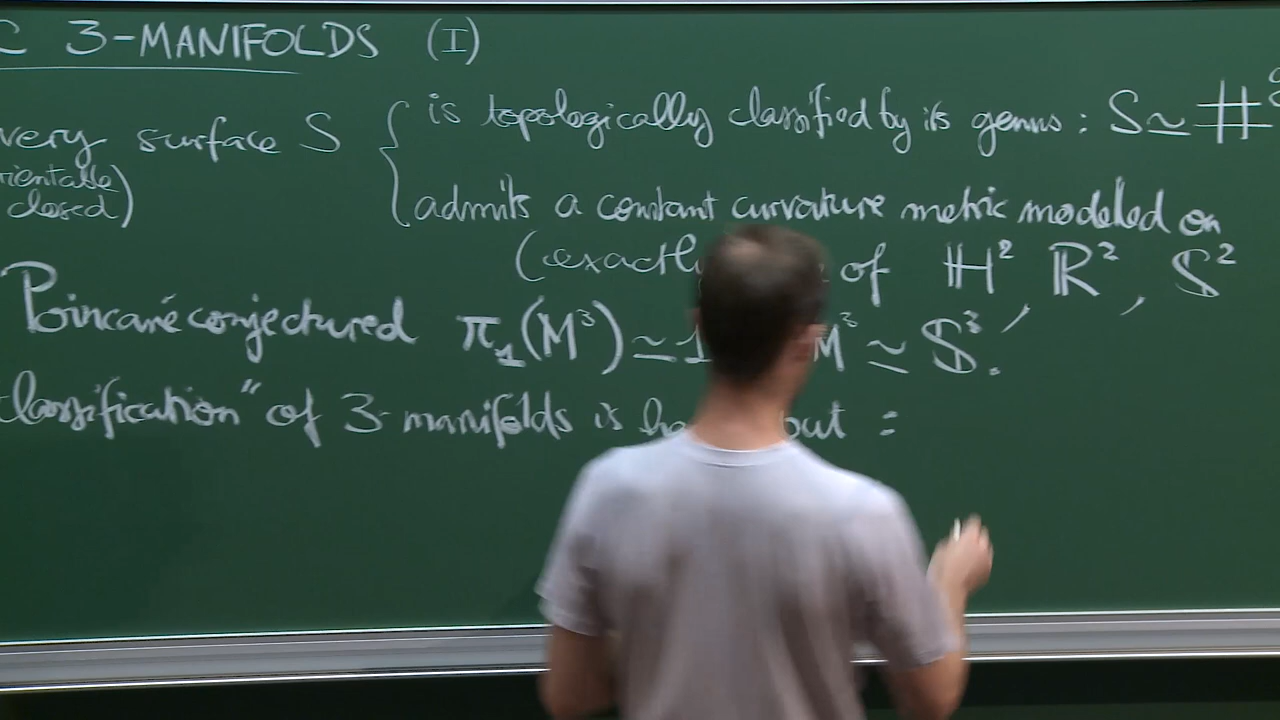 C 3-MANIFOLDS (I)
very surface S { is topologically classified by its genus : S ≃ #
rientable
closed)
admits a constant curvature metric modeled on
(exactly of ℍ², ℝ², 𝕊²
Poincaré conjectured π₁(M³) ≃ 1 M³ ≃ 𝕊³.
classification" of 3-manifolds is out :